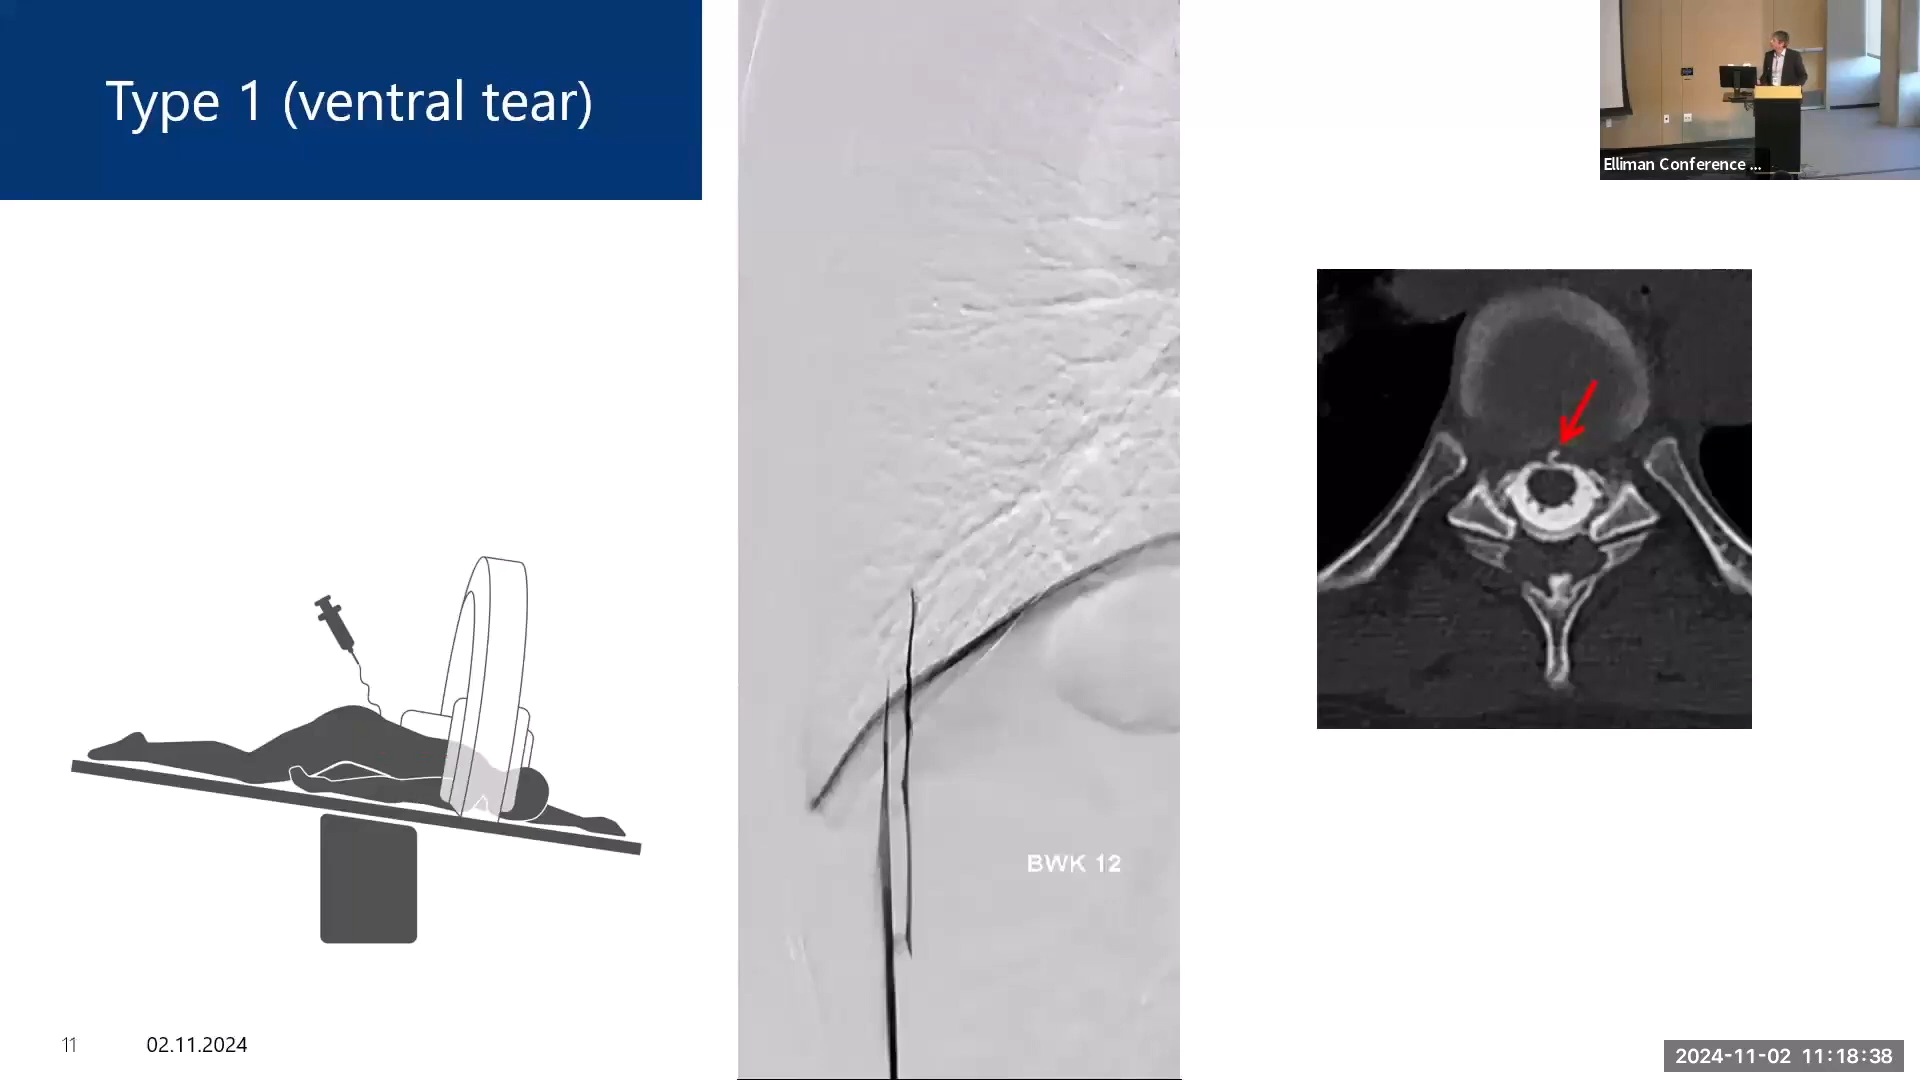 Type 1 (ventral tear)
Elliman Conference ...
BWK 12
11
02.11.2024
2024-11-02 11:18:38